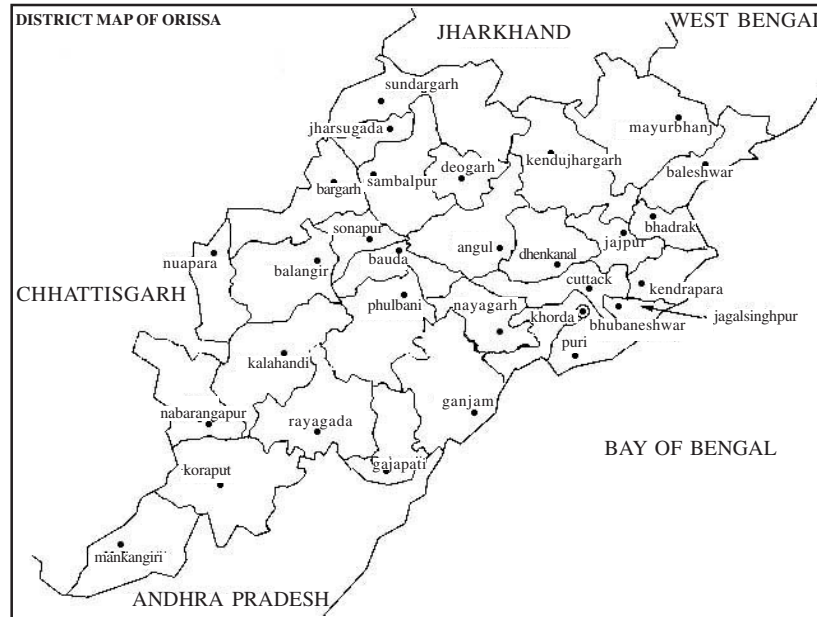 DISTRICT MAP OF ORISSA
WEST BENGAL
JHARKHAND
sundargarh
jharsugada
mayurbhanj
kendujhargarh
deogarh
sambalpur
baleshwar
bargarh
bhadrak
sonapur
jajpur
angul
nuapara
bauda
dhenkanal
balangir
cuttack
kendrapara
CHHATTISGARH
phulbani
nayagarh
khorda
jagalsinghpur
bhubaneshwar
puri
kalahandi
ganjam
nabarangapur
rayagada
BAY OF BENGAL
gajapati
koraput
mankangiri
ANDHRA PRADESH